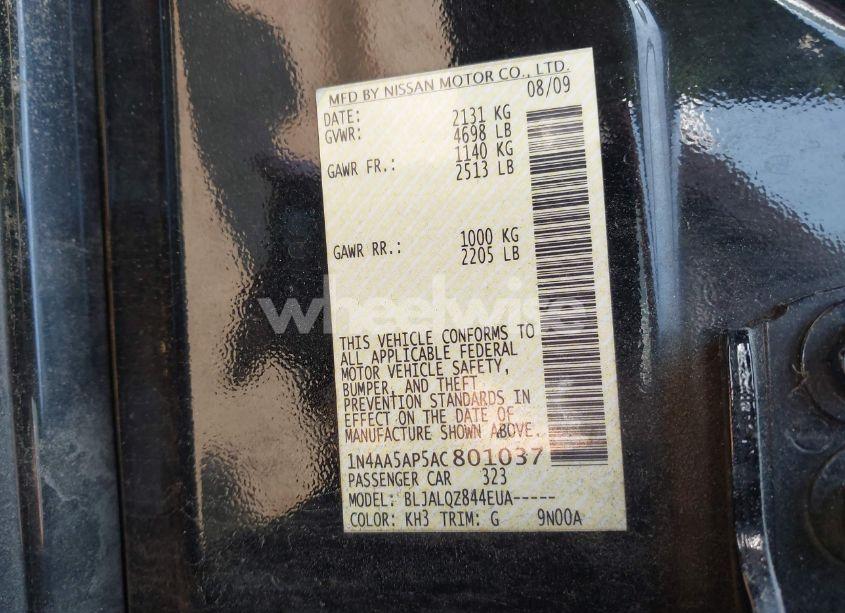 MFD BY NISSAN MOTOR CO., LTD.
DATE: 08/09
GVWR: 2131 KG
4698 LB
GAWR FR.: 1140 KG
2513 LB
GAWR RR.: 1000 KG
2205 LB
wheelwise
THIS VEHICLE CONFORMS TO
ALL APPLICABLE FEDERAL
MOTOR VEHICLE SAFETY,
BUMPER, AND THEFT
PREVENTION STANDARDS IN
EFFECT ON THE DATE OF
MANUFACTURE SHOWN ABOVE.
1N4AA5AP5AC801037
PASSENGER CAR 323
MODEL: BLJALQZ844EUA-----
COLOR: KH3 TRIM: G 9N00A